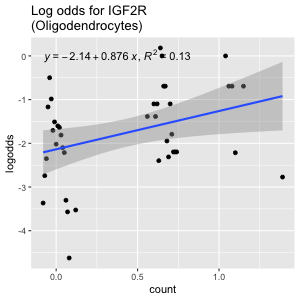 Log odds for IGF2R
(Oligodendrocytes)
y = −2.14 + 0.876 x, R² = 0.13
logodds
0
-1
-2
-3
-4
0.0 0.5 1.0
count